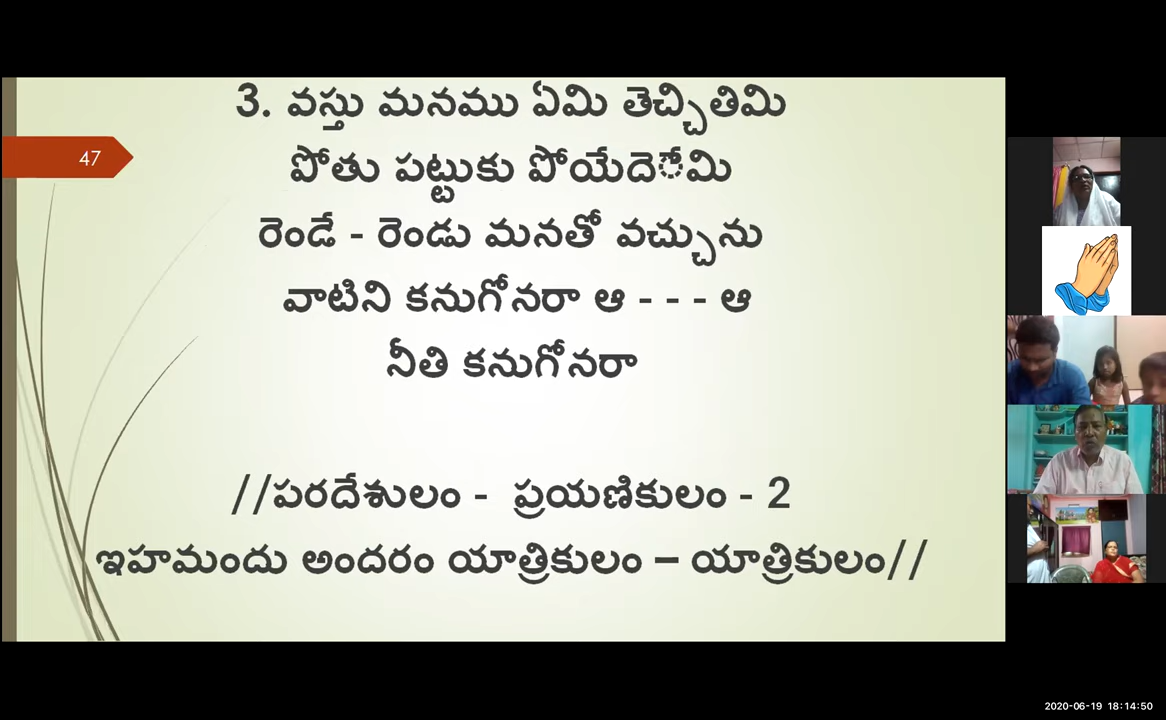 3. వస్తు మనము ఏమి తెచ్చితిమి
47
పోతు పట్టుకు పోయేదెేమి
రెండే - రెండు మనతో వచ్చును
వాటిని కనుగోనరా ఆ - - - ఆ
నీతి కనుగోనరా
//పరదేశులం - ప్రయణికులం - 2
ఇహమందు అందరం యాత్రికులం – యాత్రికులం//
2020-06-19 18:14:50